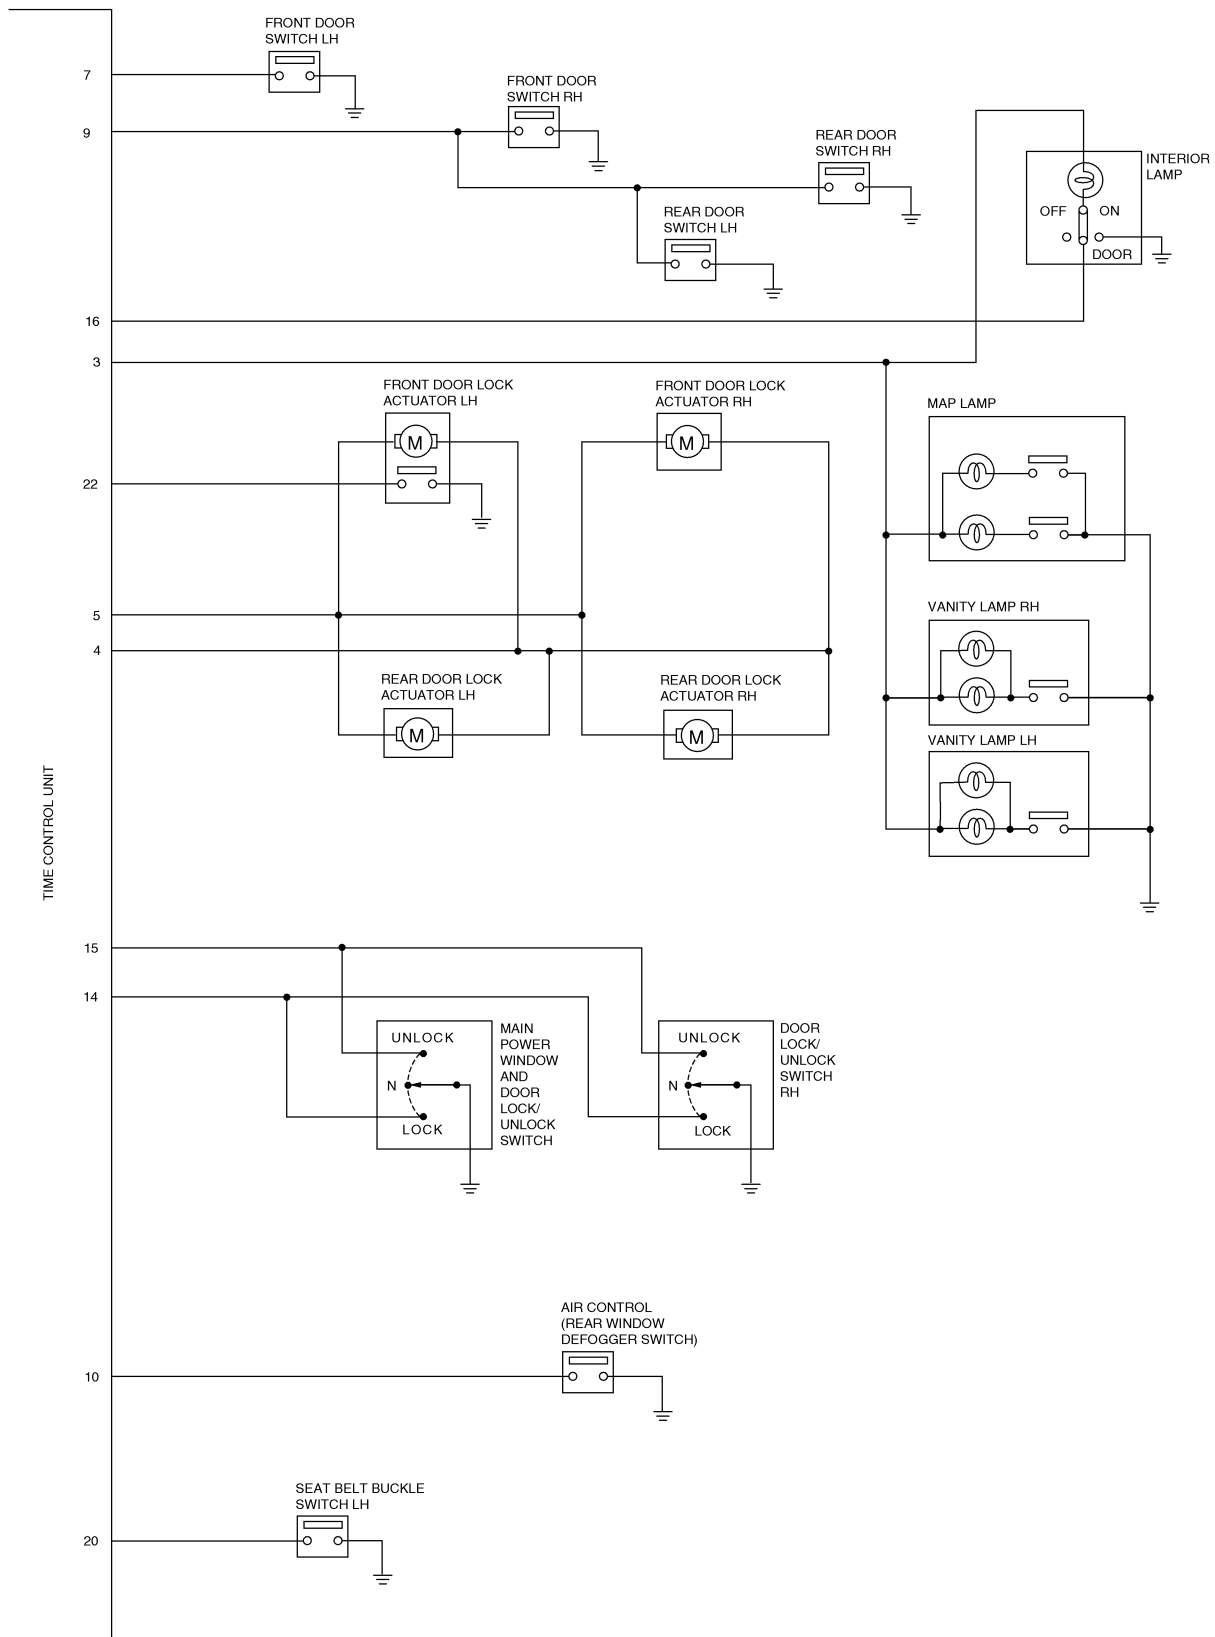 FRONT DOOR
SWITCH LH
7
FRONT DOOR
SWITCH RH
9
REAR DOOR
SWITCH RH
INTERIOR
LAMP
OFF
ON
DOOR
REAR DOOR
SWITCH LH
16
3
FRONT DOOR LOCK
ACTUATOR LH
M
FRONT DOOR LOCK
ACTUATOR RH
M
MAP LAMP
22
5
4
VANITY LAMP RH
REAR DOOR LOCK
ACTUATOR LH
M
REAR DOOR LOCK
ACTUATOR RH
M
VANITY LAMP LH
TIME CONTROL UNIT
15
14
UNLOCK
N
LOCK
MAIN
POWER
WINDOW
AND
DOOR
LOCK/
UNLOCK
SWITCH
UNLOCK
N
LOCK
DOOR
LOCK/
UNLOCK
SWITCH
RH
AIR CONTROL
(REAR WINDOW
DEFOGGER SWITCH)
10
SEAT BELT BUCKLE
SWITCH LH
20